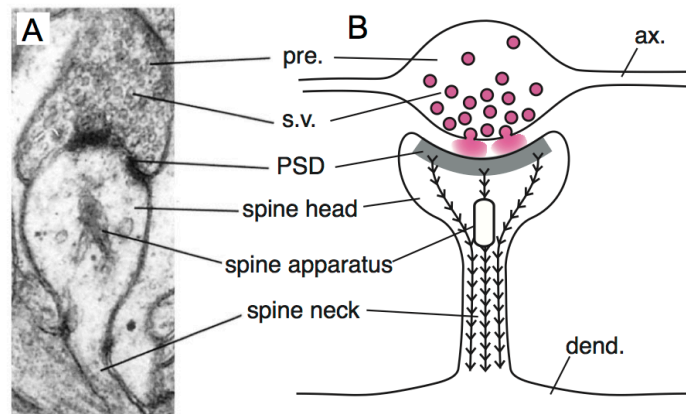 A
B
pre.
ax.
s.v.
PSD
spine head
spine apparatus
spine neck
dend.